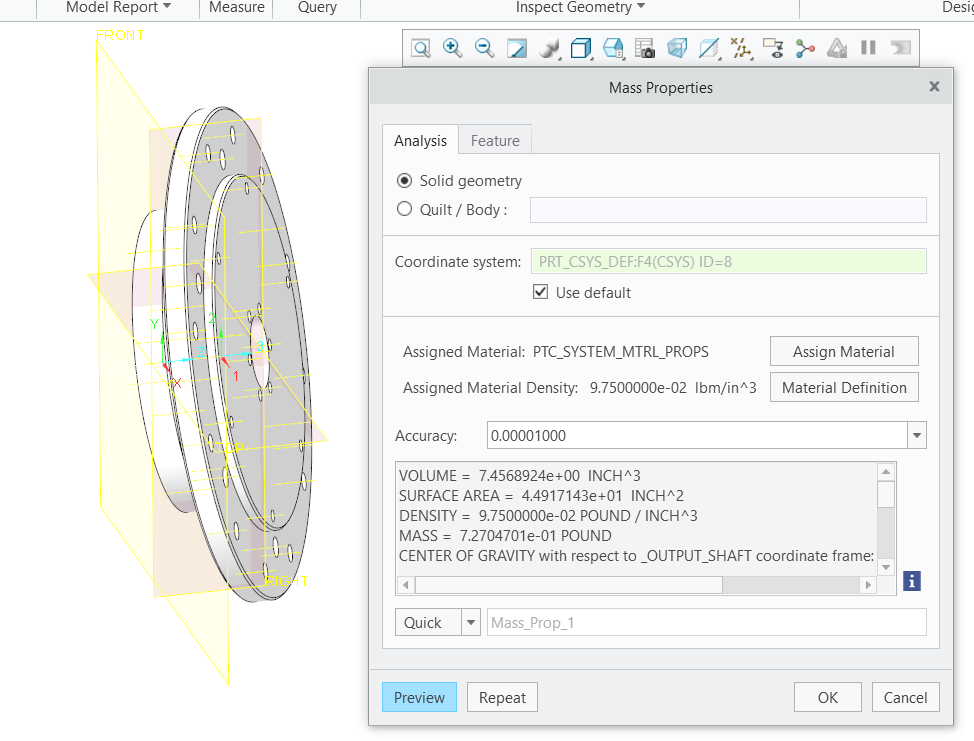 Model Report Measure Query Inspect Geometry
FRONT
Mass Properties
Analysis Feature
Solid geometry
Quilt / Body :
Coordinate system: PRT_CSYS_DEF:F4(CSYS) ID=8
Use default
Assigned Material: PTC_SYSTEM_MTRL_PROPS Assign Material
Assigned Material Density: 9.7500000e-02 lbm/in^3 Material Definition
Accuracy: 0.00001000
VOLUME = 7.4568924e+00 INCH^3
SURFACE AREA = 4.4917143e+01 INCH^2
DENSITY = 9.7500000e-02 POUND / INCH^3
MASS = 7.2704701e-01 POUND
CENTER OF GRAVITY with respect to _OUTPUT_SHAFT coordinate frame:
Quick Mass_Prop_1
Preview Repeat OK Cancel
Y
2
Z
3
X
1
RIGHT